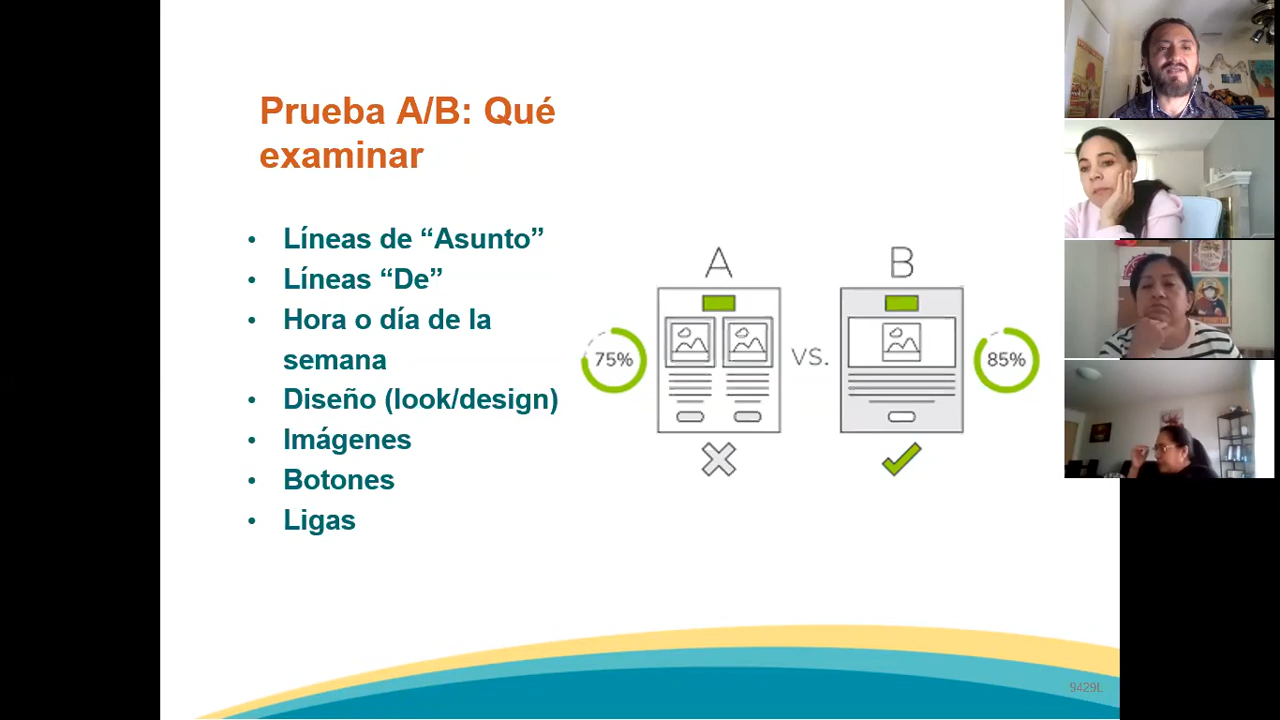 Prueba A/B: Qué
examinar
• Líneas de “Asunto”
• Líneas “De”
• Hora o día de la
semana
• Diseño (look/design)
• Imágenes
• Botones
• Ligas
A
B
75%
VS.
85%
9429L